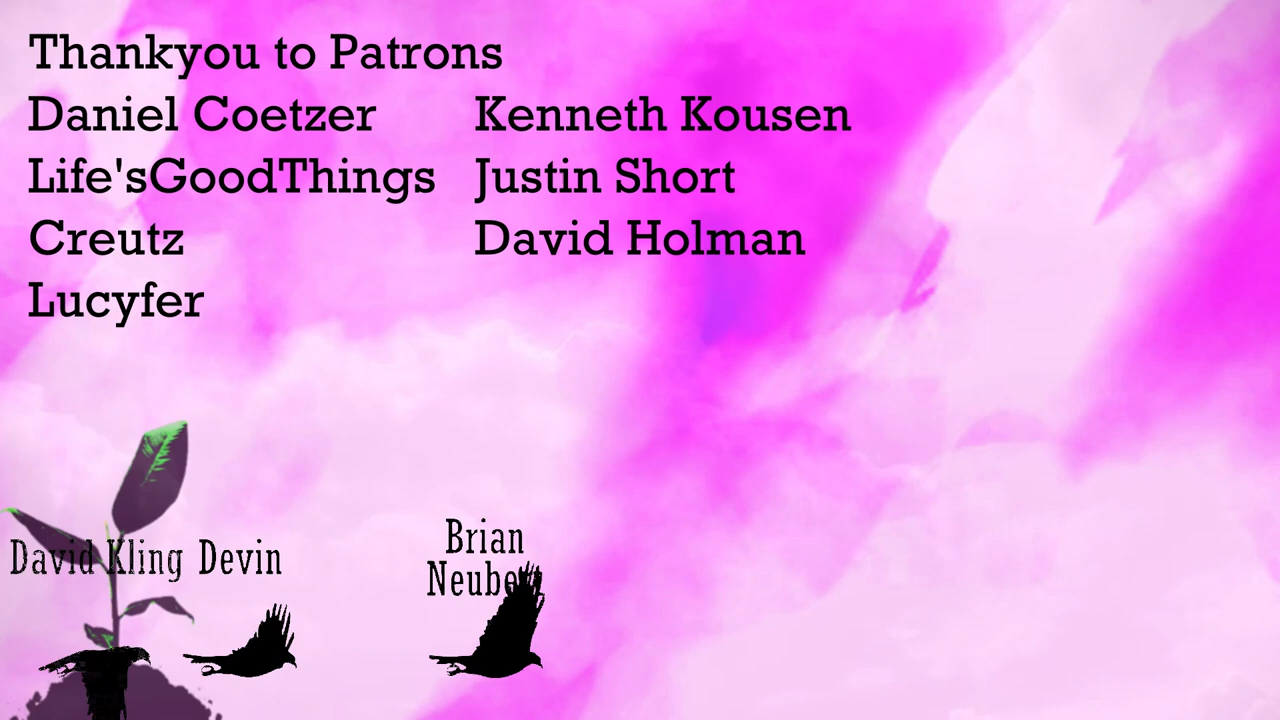 Thankyou to Patrons
Daniel Coetzer
Life'sGoodThings
Creutz
Lucyfer
Kenneth Kousen
Justin Short
David Holman
David Kling
Devin
Brian